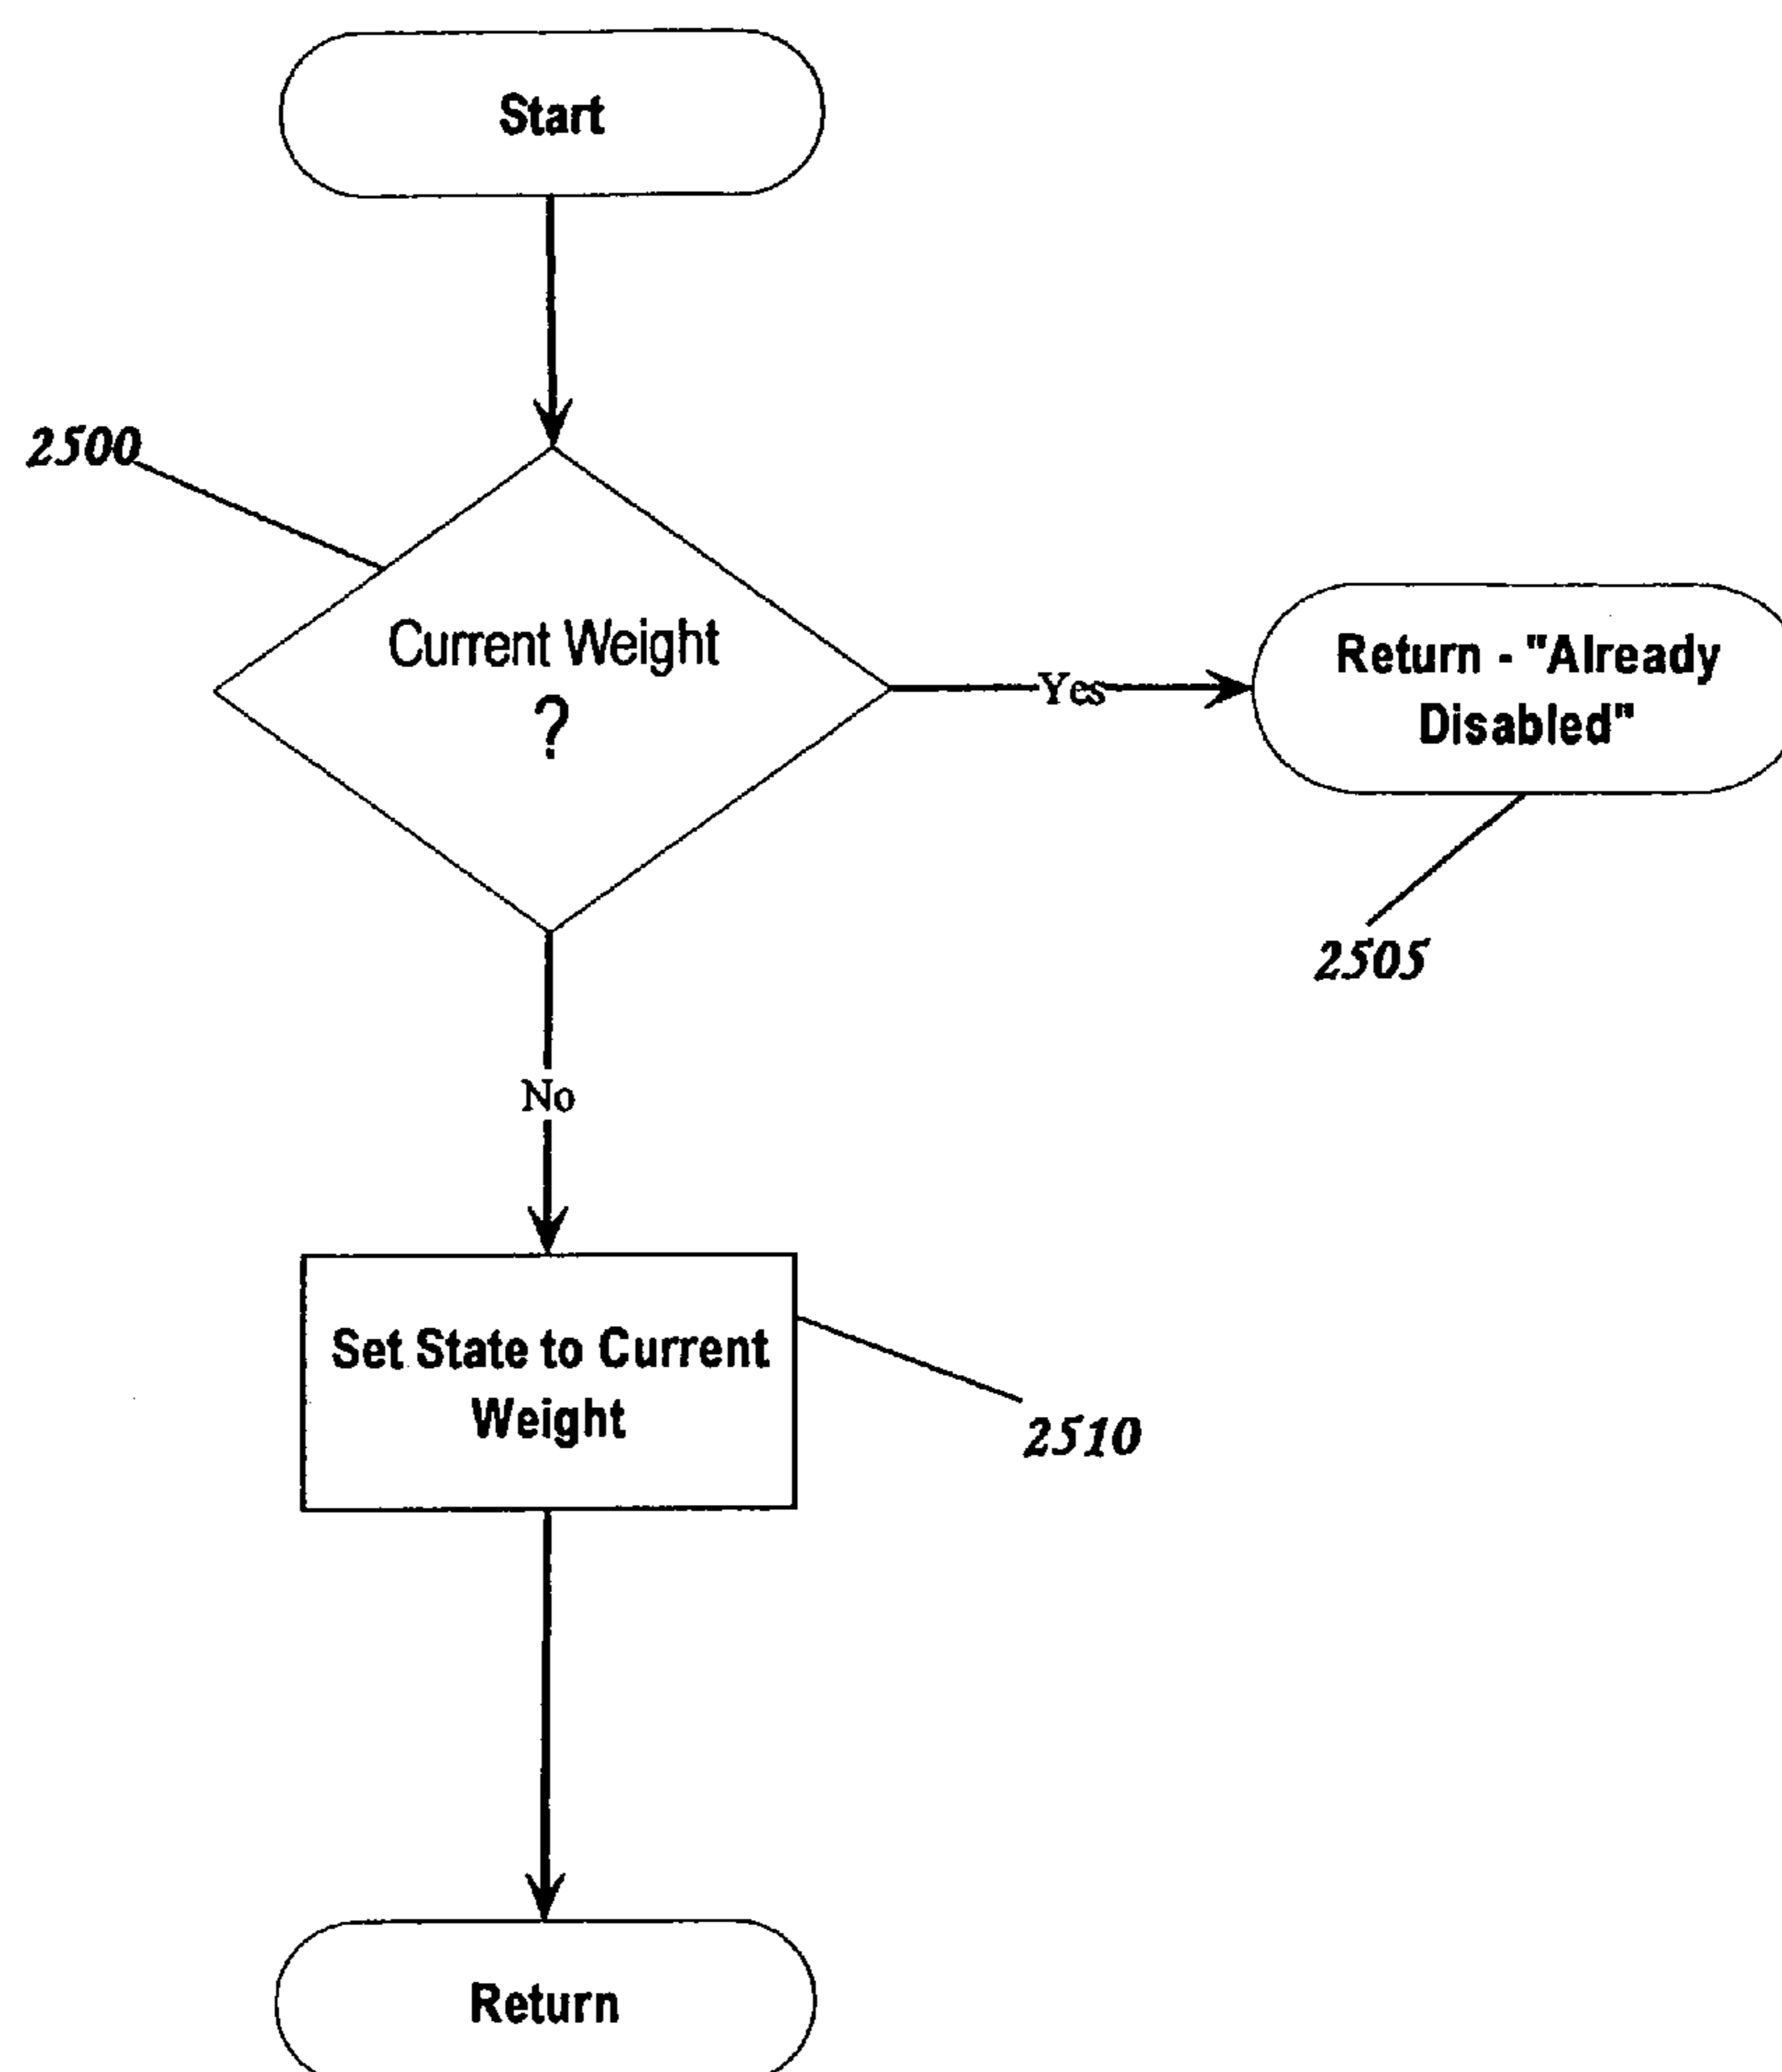 Start
2500
Current Weight
?
Yes
Return - "Already
Disabled"
2505
No
Set State to Current
Weight
2510
Return